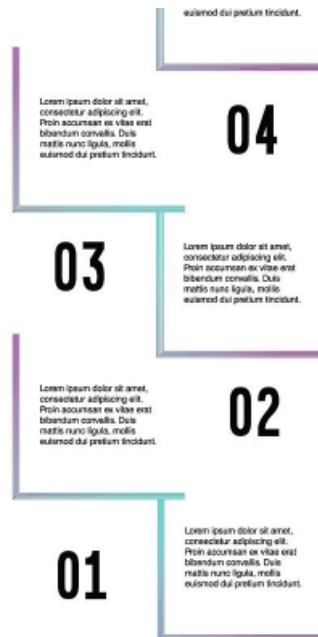 euismod dui pretium tincidunt.
Lorem ipsum dolor sit amet,
consectetur adipiscing elit.
Proin accumsan ex vitae erat
bibendum convallis. Duis
mattis nunc ligula, mollis
euismod dui pretium tincidunt.
04
03
Lorem ipsum dolor sit amet,
consectetur adipiscing elit.
Proin accumsan ex vitae erat
bibendum convallis. Duis
mattis nunc ligula, mollis
euismod dui pretium tincidunt.
Lorem ipsum dolor sit amet,
consectetur adipiscing elit.
Proin accumsan ex vitae erat
bibendum convallis. Duis
mattis nunc ligula, mollis
euismod dui pretium tincidunt.
02
01
Lorem ipsum dolor sit amet,
consectetur adipiscing elit.
Proin accumsan ex vitae erat
bibendum convallis. Duis
mattis nunc ligula, mollis
euismod dui pretium tincidunt.